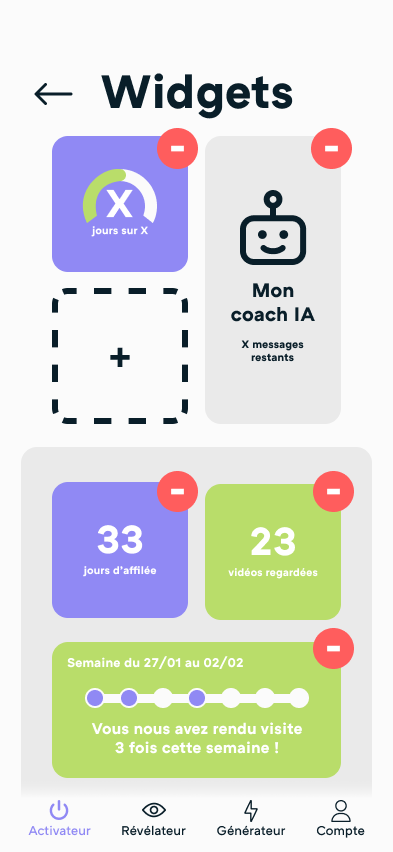 Widgets
X
jours sur X
Mon
coach IA
X messages
restants
+
33
jours d'affilée
23
vidéos regardées
Semaine du 27/01 au 02/02
Vous nous avez rendu visite
3 fois cette semaine !
Activateur
Révélateur
Générateur
Compte